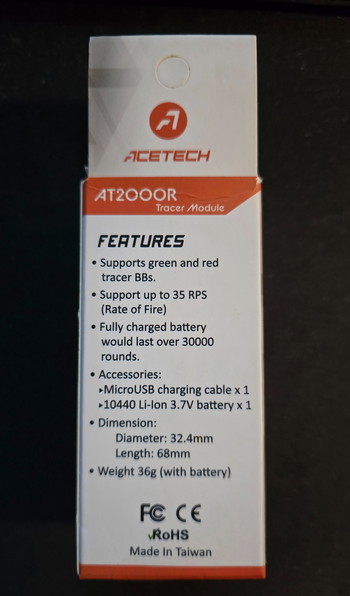 ACETECH
AT2000R
Tracer Module
FEATURES
• Supports green and red
tracer BBs.
• Support up to 35 RPS
(Rate of Fire)
• Fully charged battery
would last over 30000
rounds.
• Accessories:
▸MicroUSB charging cable x 1
▸10440 Li-Ion 3.7V battery x 1
• Dimension:
Diameter: 32.4mm
Length: 68mm
• Weight 36g (with battery)
FC CE
RoHS
Made In Taiwan